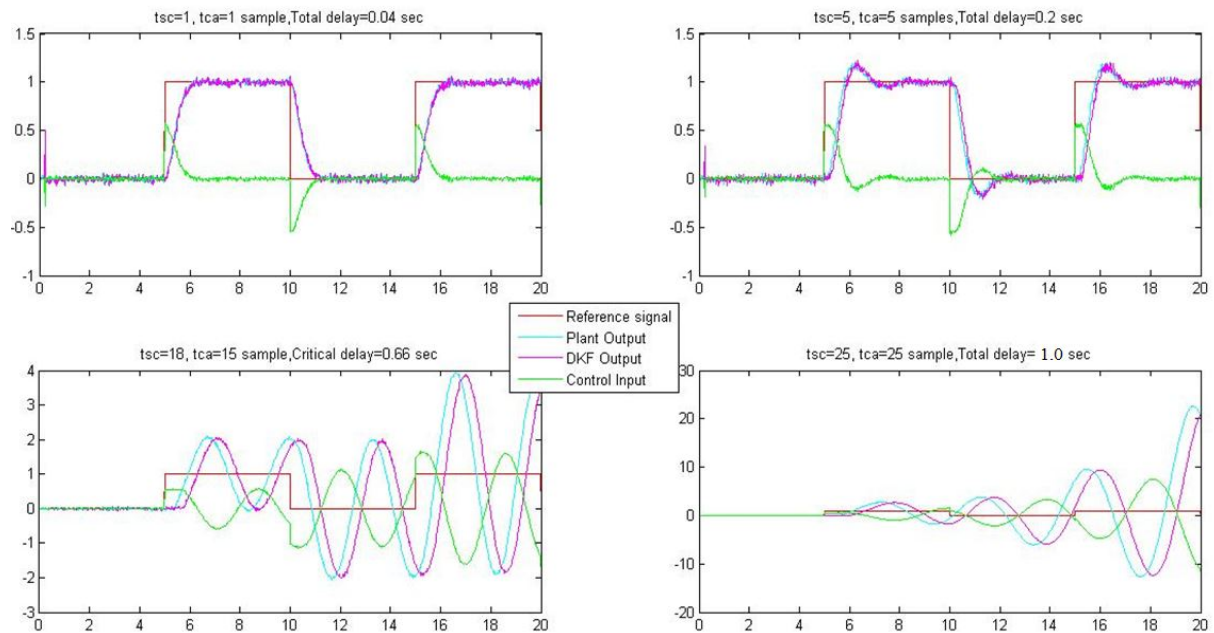 tsc=1, tca=1 sample,Total delay=0.04 sec
1.5
1
0.5
0
-0.5
-1
0 2 4 6 8 10 12 14 16 18 20
tsc=5, tca=5 samples,Total delay=0.2 sec
1.5
1
0.5
0
-0.5
-1
0 2 4 6 8 10 12 14 16 18 20
Reference signal
Plant Output
DKF Output
Control Input
tsc=18, tca=15 sample,Critical delay=0.66 sec
4
3
2
1
0
-1
-2
-3
0 2 4 6 8 10 12 14 16 18 20
tsc=25, tca=25 sample,Total delay= 1.0 sec
30
20
10
0
-10
-20
0 2 4 6 8 10 12 14 16 18 20